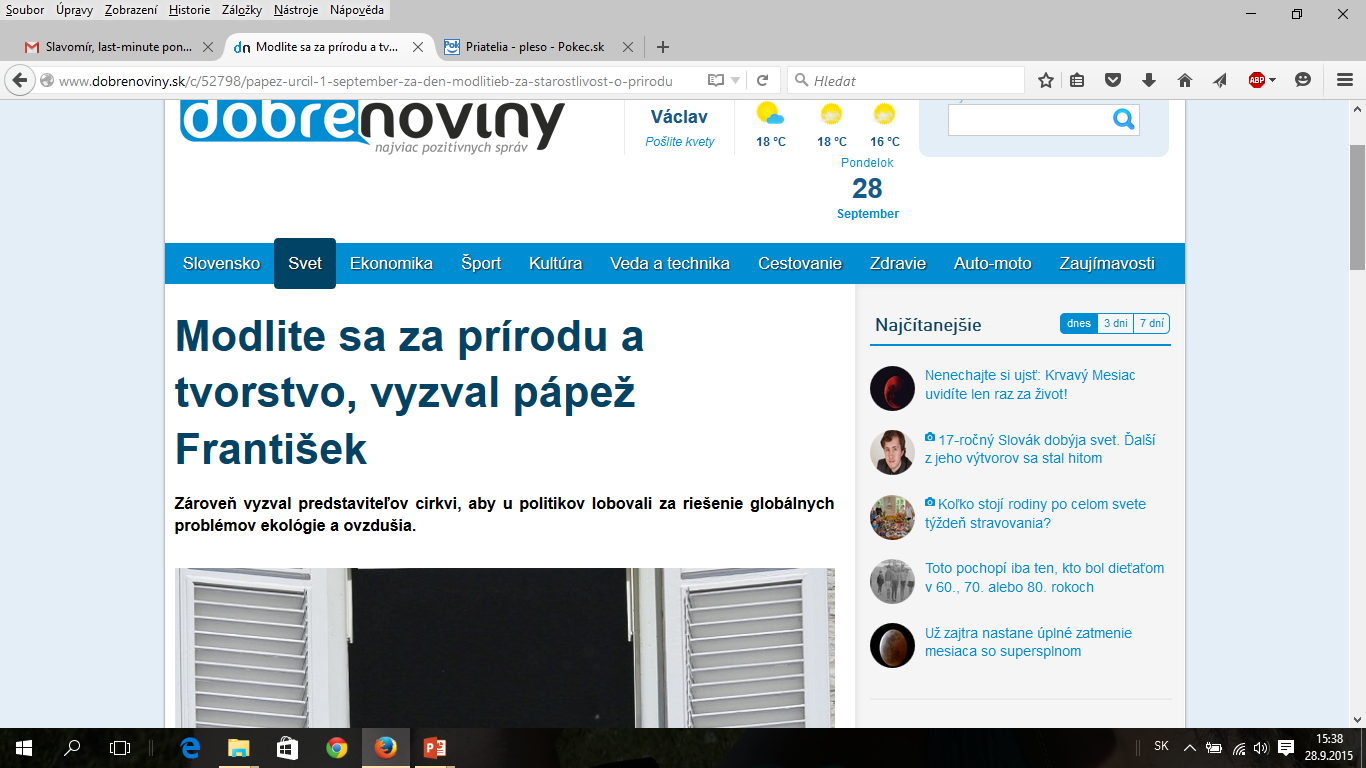 Soubor Úpravy Zobrazení Historie Záložky Nástroje Nápověda
Slavomír, last-minute pon...
Modlite sa za prírodu a tv...
Priatelia - pleso - Pokec.sk
www.dobrenoviny.sk/c/52798/papez-urcil-1-september-za-den-modlitieb-za-starostlivost-o-prirodu
Hledat
ABP
dobrenoviny
najviac pozitívnych správ
Václav
Pošlite kvety
18 °C 18 °C 16 °C
Pondelok
28
September
Slovensko Svet Ekonomika Šport Kultúra Veda a technika Cestovanie Zdravie Auto-moto Zaujímavosti
Modlite sa za prírodu a
tvorstvo, vyzval pápež
František
Zároveň vyzval predstaviteľov cirkvi, aby u politikov lobovali za riešenie globálnych
problémov ekológie a ovzdušia.
Najčítanejšie
dnes 3 dni 7 dní
Nenechajte si ujsť: Krvavý Mesiac
uvidíte len raz za život!
17-ročný Slovák dobýja svet. Ďalší
z jeho výtvorov sa stal hitom
Koľko stojí rodiny po celom svete
týždeň stravovania?
Toto pochopí iba ten, kto bol dieťaťom
v 60., 70. alebo 80. rokoch
Už zajtra nastane úplné zatmenie
mesiaca so supersplnom
SK
15:38
28.9.2015